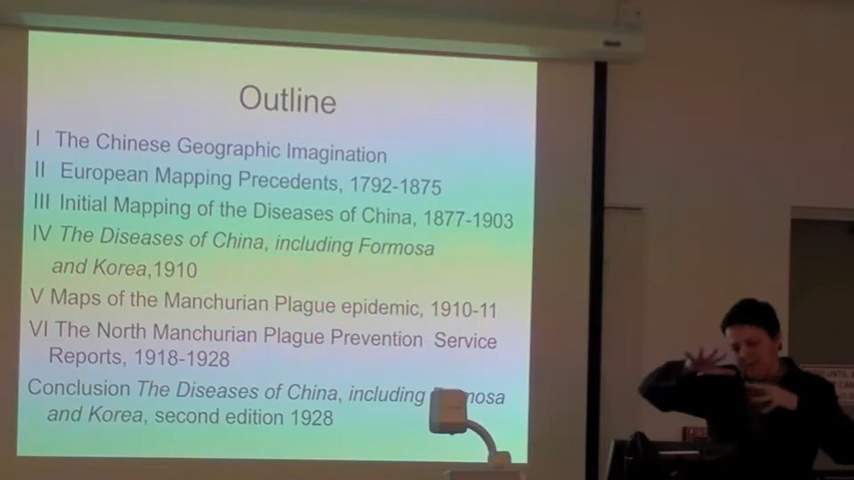 Outline
I The Chinese Geographic Imagination
II European Mapping Precedents, 1792-1875
III Initial Mapping of the Diseases of China, 1877-1903
IV The Diseases of China, including Formosa
and Korea,1910
V Maps of the Manchurian Plague epidemic, 1910-11
VI The North Manchurian Plague Prevention Service
Reports, 1918-1928
Conclusion The Diseases of China, including
and Korea, second edition 1928